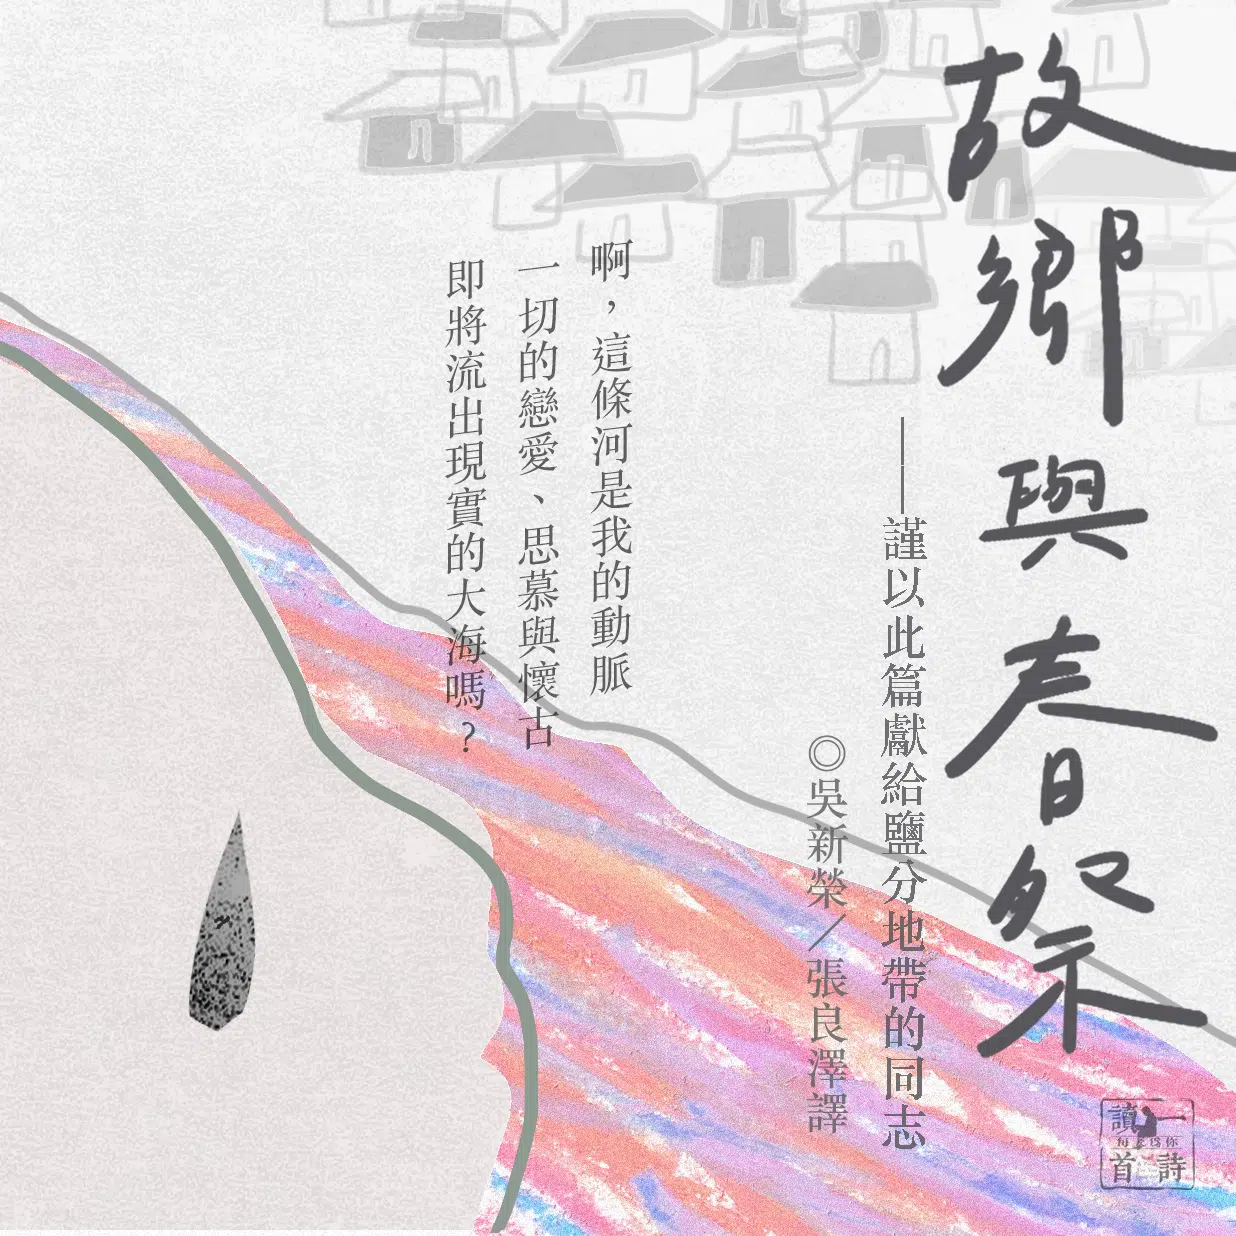 故鄉與春祭
——謹以此篇獻給鹽分地帶的同志
◎吳新榮／張良澤譯
啊，這條河是我的動脈
一切的戀愛、思慕與懷古
即將流出現實的大海嗎？
每天為你
讀一首詩